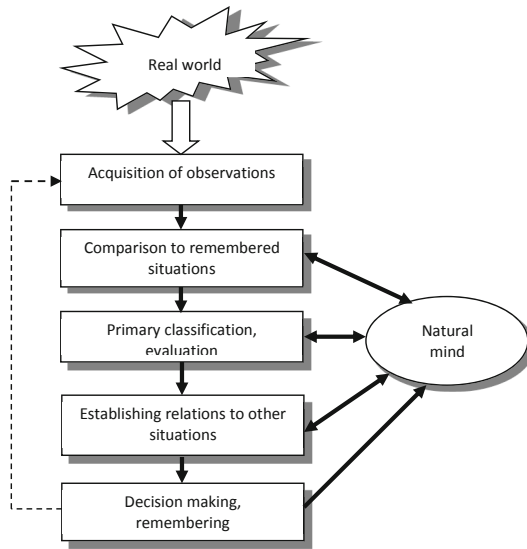 Real world
Acquisition of observations
Comparison to remembered
situations
Primary classification,
evaluation
Natural
mind
Establishing relations to other
situations
Decision making,
remembering